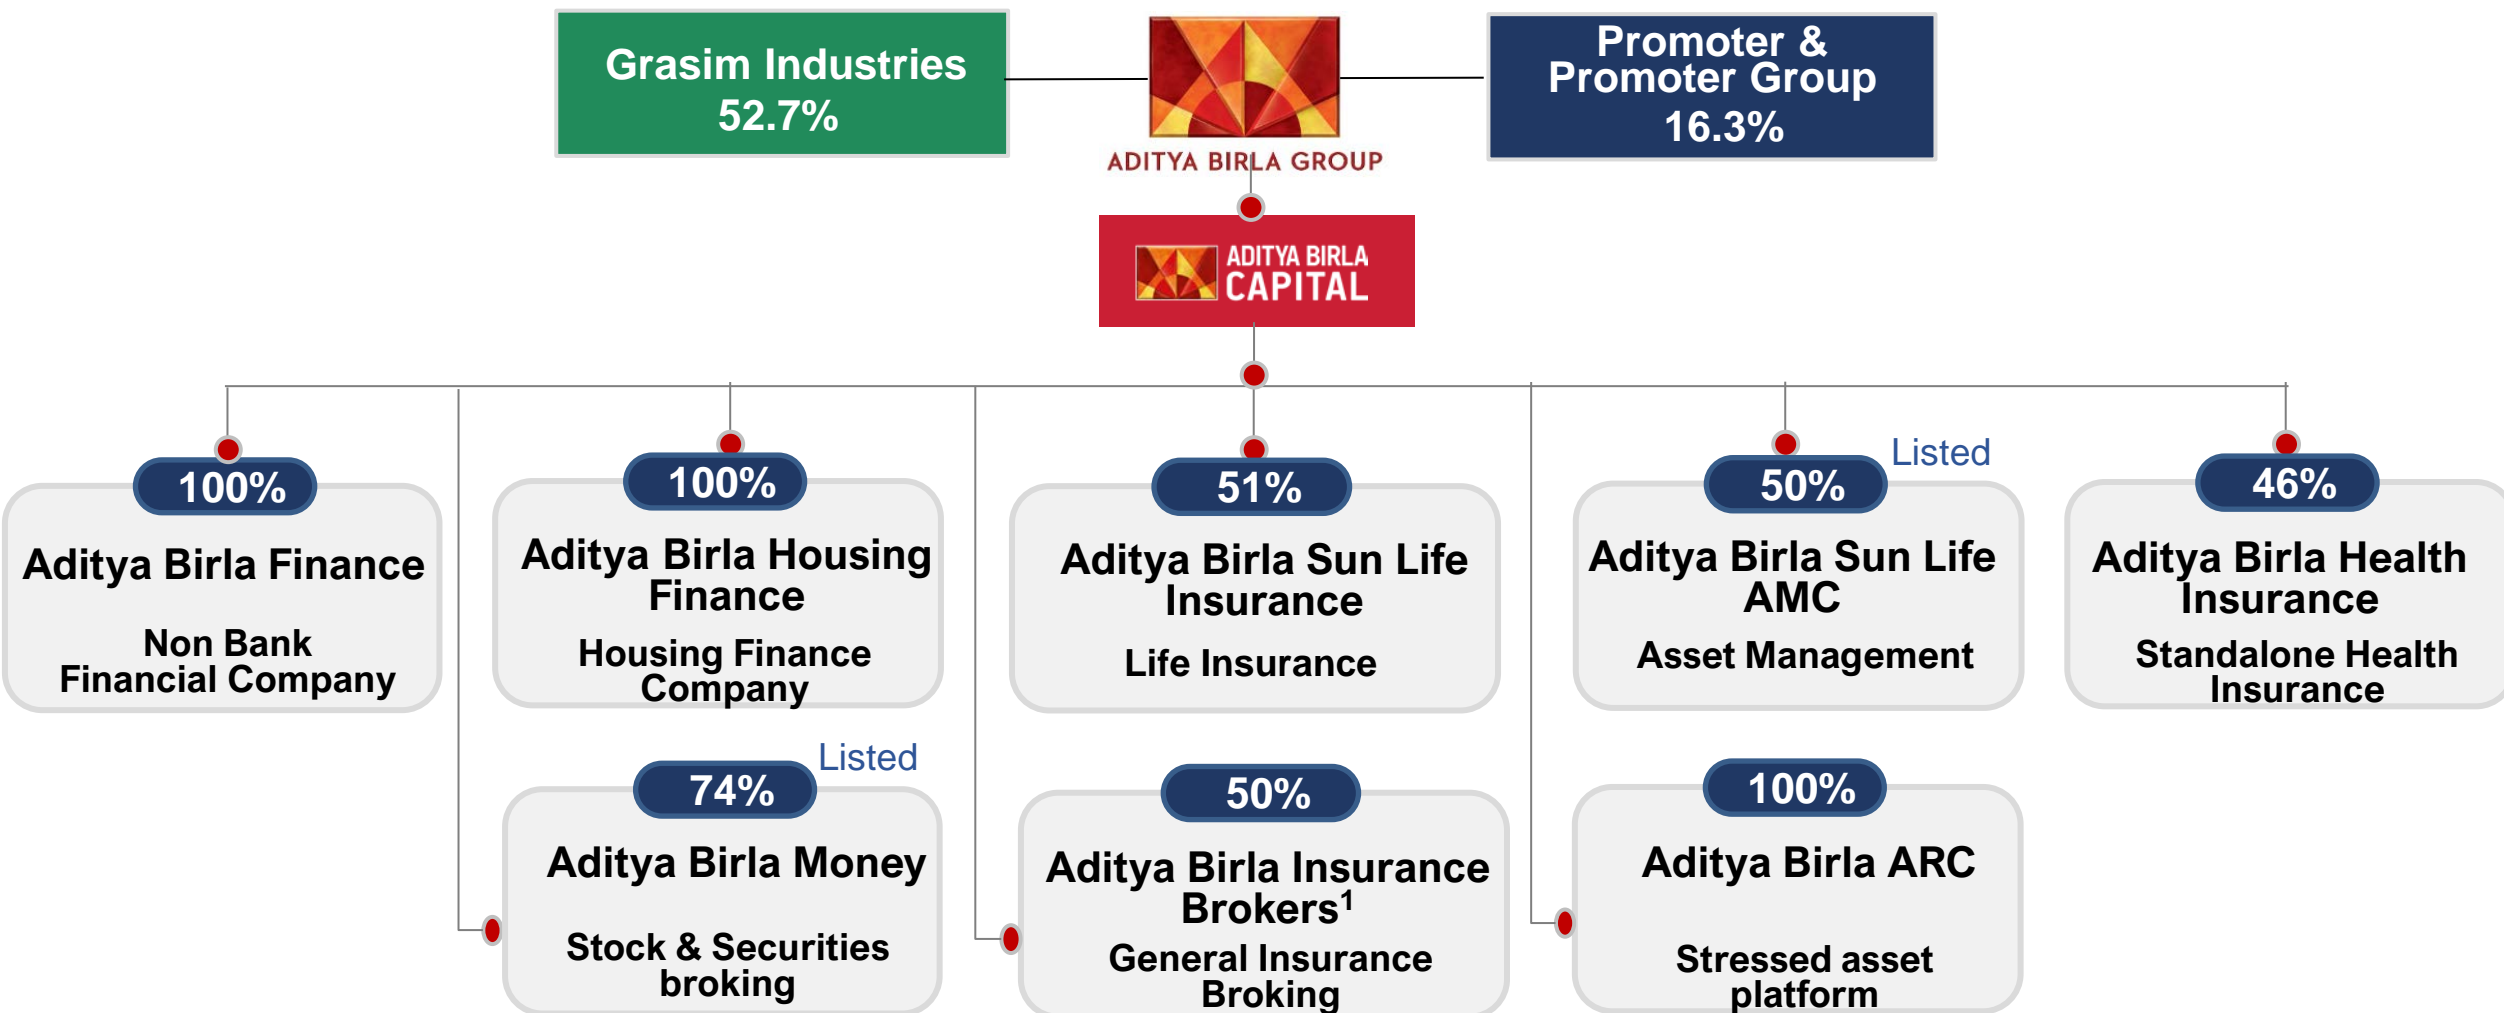 Grasim Industries
52.7%
ADITYA BIRLA GROUP
Promoter &
Promoter Group
16.3%
ADITYA BIRLA
CAPITAL
100%
Aditya Birla Finance
Non Bank
Financial Company
100%
Aditya Birla Housing
Finance
Housing Finance
Company
51%
Aditya Birla Sun Life
Insurance
Life Insurance
50%
Listed
Aditya Birla Sun Life
AMC
Asset Management
46%
Aditya Birla Health
Insurance
Standalone Health
Insurance
74%
Listed
Aditya Birla Money
Stock & Securities
broking
50%
Aditya Birla Insurance
Brokers¹
General Insurance
Broking
100%
Aditya Birla ARC
Stressed asset
platform